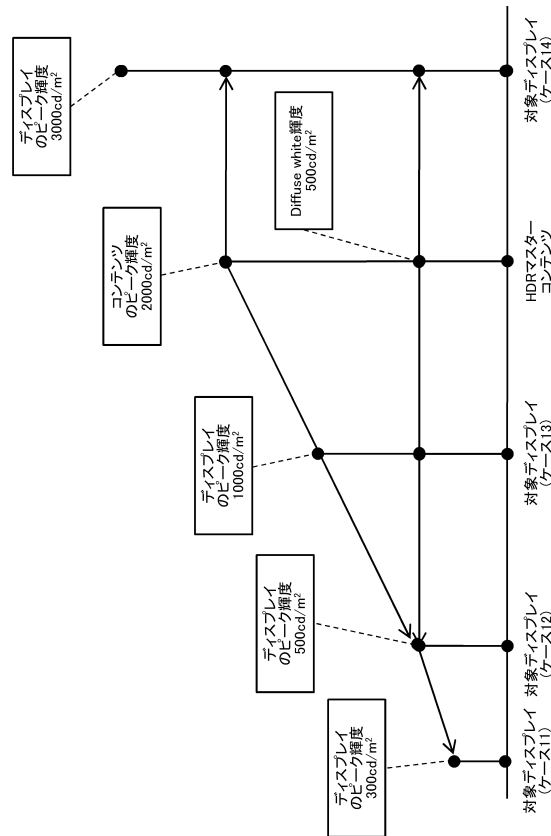 ディスプレイ
のピーク輝度
300cd/m²
ディスプレイ
のピーク輝度
500cd/m²
ディスプレイ
のピーク輝度
1000cd/m²
コンテンツ
のピーク輝度
2000cd/m²
Diffuse white輝度
500cd/m²
ディスプレイ
のピーク輝度
3000cd/m²
対象ディスプレイ
(ケース11)
対象ディスプレイ
(ケース12)
対象ディスプレイ
(ケース13)
HDRマスター
コンテンツ
対象ディスプレイ
(ケース14)